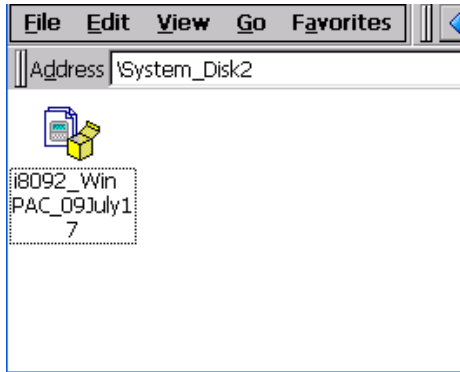 File Edit View Go Favorites
Address \System_Disk2
i8092_Win
PAC_09July1
7